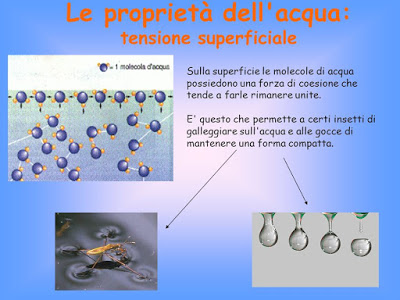 Le proprietà dell'acqua:
tensione superficiale
= 1 molecola d'acqua
Sulla superficie le molecole di acqua
possiedono una forza di coesione che
tende a farle rimanere unite.
E' questo che permette a certi insetti di
galleggiare sull'acqua e alle gocce di
mantenere una forma compatta.